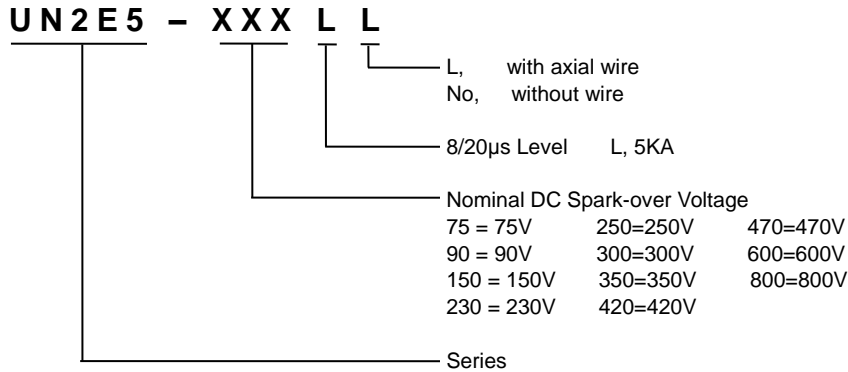 UN2E5 – XXX L L
L, with axial wire
No, without wire
8/20μs Level L, 5KA
Nominal DC Spark-over Voltage
75 = 75V 250=250V 470=470V
90 = 90V 300=300V 600=600V
150 = 150V 350=350V 800=800V
230 = 230V 420=420V
Series